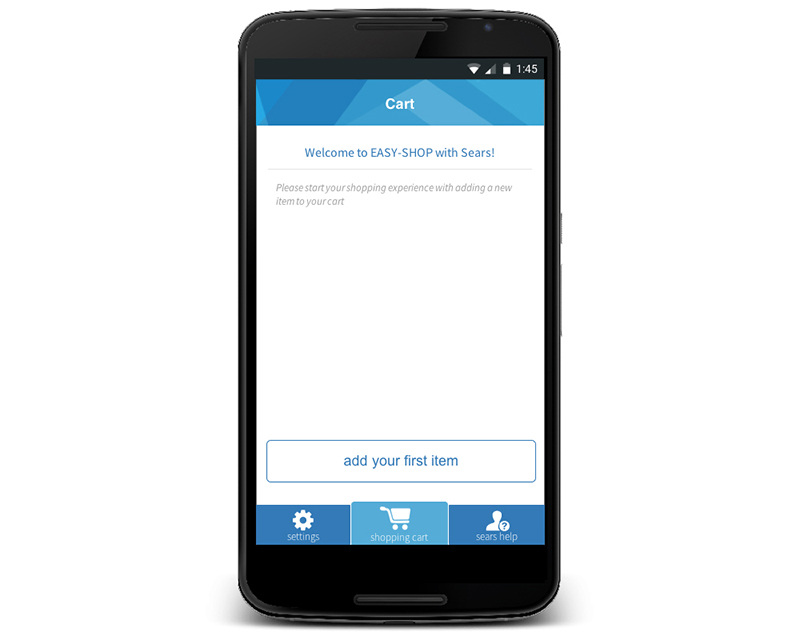 1:45
Cart
Welcome to EASY-SHOP with Sears!
Please start your shopping experience with adding a new
item to your cart
add your first item
settings
shopping cart
sears help